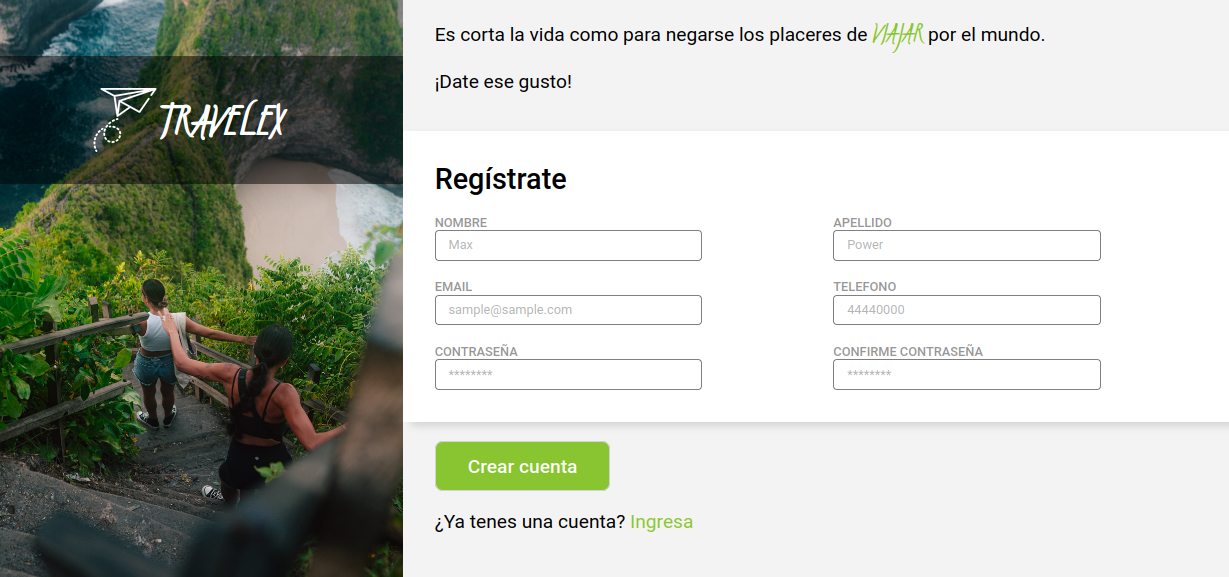 TRAVELEX
Es corta la vida como para negarse los placeres de VIAJAR por el mundo.
¡Date ese gusto!
Regístrate
NOMBRE
Max
APELLIDO
Power
EMAIL
sample@sample.com
TELEFONO
44440000
CONTRASEÑA
********
CONFIRME CONTRASEÑA
********
Crear cuenta
¿Ya tenes una cuenta? Ingresa